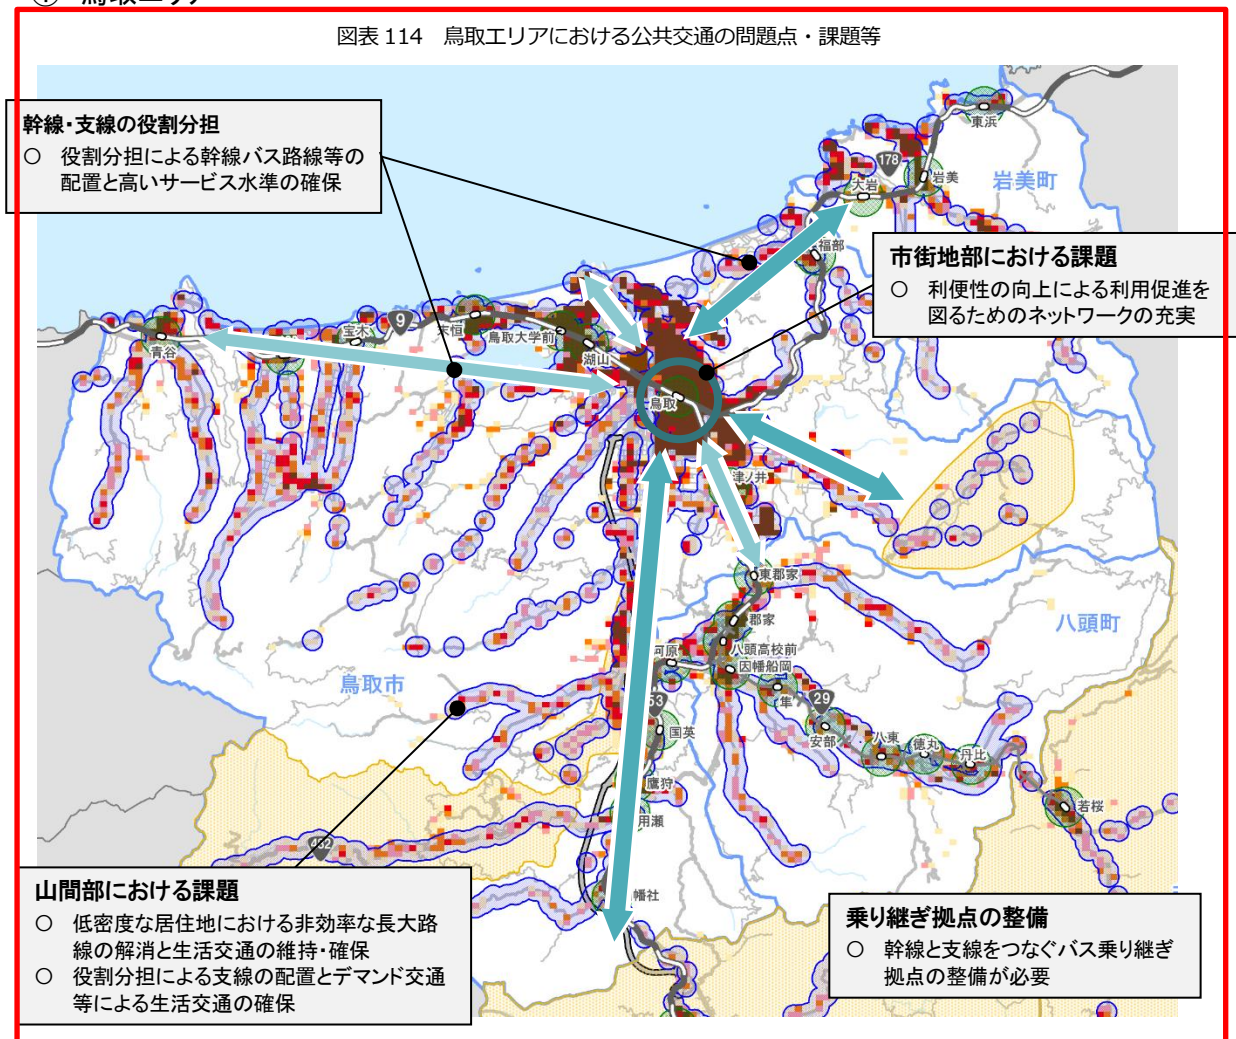 ④ 鳥取エリア
図表 114 鳥取エリアにおける公共交通の問題点・課題等
幹線・支線の役割分担
○ 役割分担による幹線バス路線等の
配置と高いサービス水準の確保
東浜
178
大岩
岩美
岩美町
福部
市街地部における課題
○ 利便性の向上による利用促進を
図るためのネットワークの充実
9
宝木
末恒
鳥取大学前
湖山
青谷
鳥取
津ノ井
東郡家
郡家
八頭町
八頭高校前
河原
因幡船岡
隼
鳥取市
29
53
国英
安部
八東
徳丸
丹比
鷹狩
若桜
用瀬
482
幡社
山間部における課題
○ 低密度な居住地における非効率な長大路
線の解消と生活交通の維持・確保
○ 役割分担による支線の配置とデマンド交通
等による生活交通の確保
乗り継ぎ拠点の整備
○ 幹線と支線をつなぐバス乗り継ぎ
拠点の整備が必要